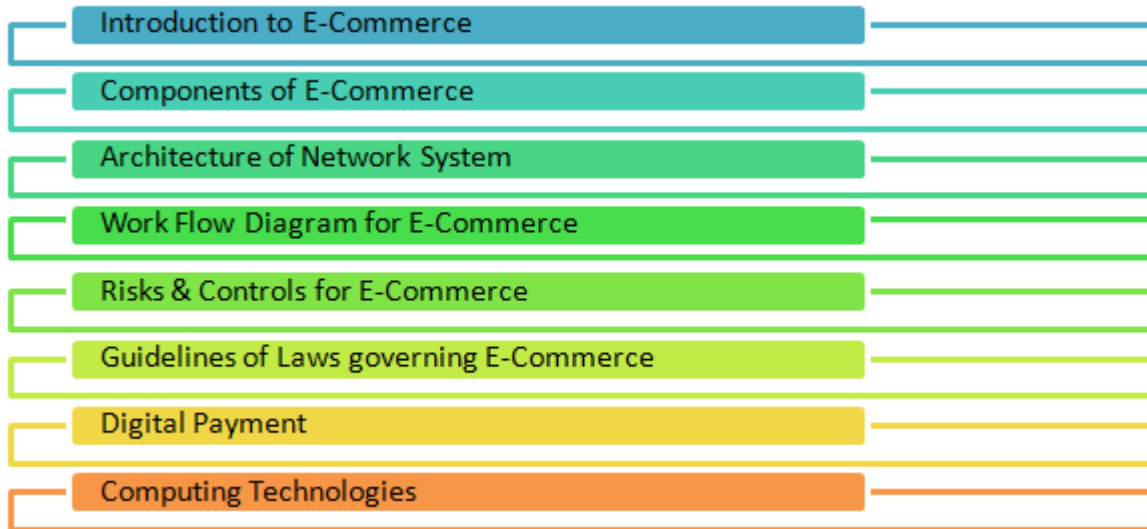 Introduction to E-Commerce
Components of E-Commerce
Architecture of Network System
Work Flow Diagram for E-Commerce
Risks & Controls for E-Commerce
Guidelines of Laws governing E-Commerce
Digital Payment
Computing Technologies